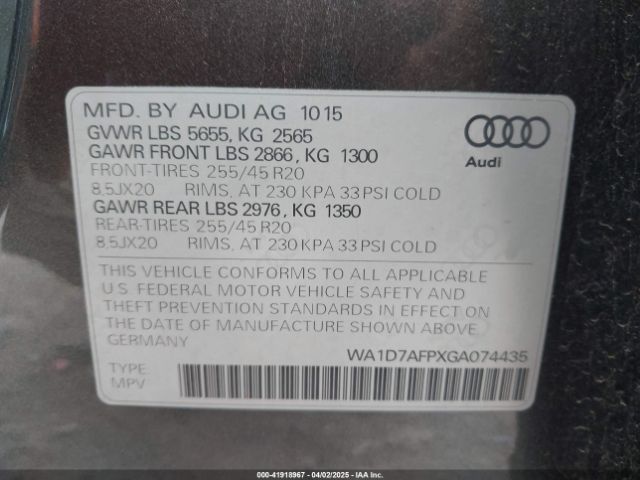 MFD. BY AUDI AG 10 15
GVWR LBS 5655, KG 2565
GAWR FRONT LBS 2866, KG 1300
FRONT-TIRES 255/45 R20
8,5JX20 RIMS, AT 230 KPA 33 PSI COLD
GAWR REAR LBS 2976, KG 1350
REAR-TIRES 255/45 R20
8,5JX20 RIMS, AT 230 KPA 33 PSI COLD
Audi
THIS VEHICLE CONFORMS TO ALL APPLICABLE
U.S. FEDERAL MOTOR VEHICLE SAFETY AND
THEFT PREVENTION STANDARDS IN EFFECT ON
THE DATE OF MANUFACTURE SHOWN ABOVE
GERMANY
WA1D7AFPXGA074435
TYPE:
MPV
000-41918967 - 04/02/2025 - IAAI.COM